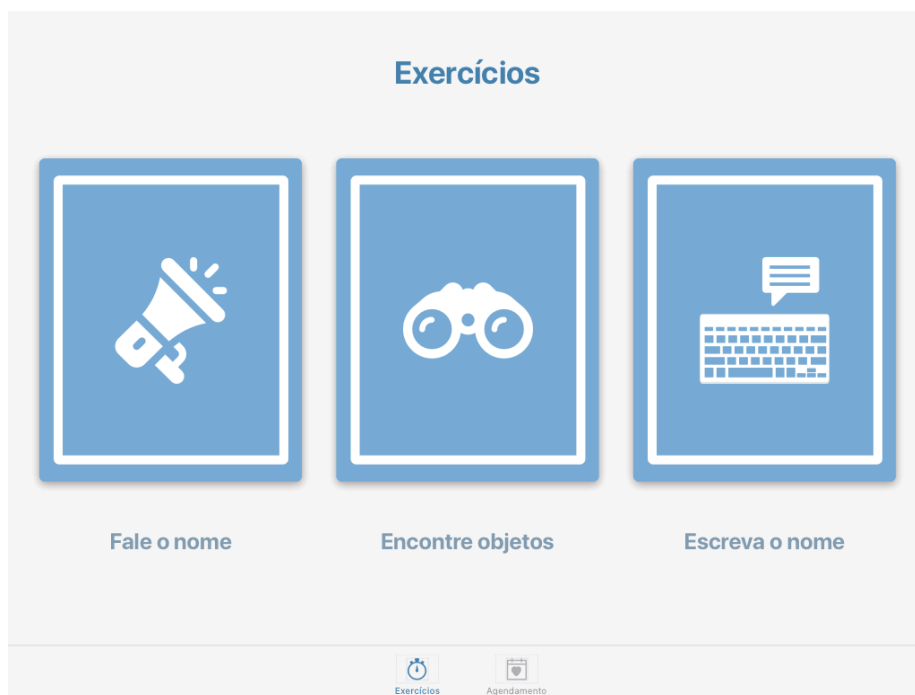 Exercícios
Fale o nome
Encontre objetos
Escreva o nome
Exercícios
Agendamento